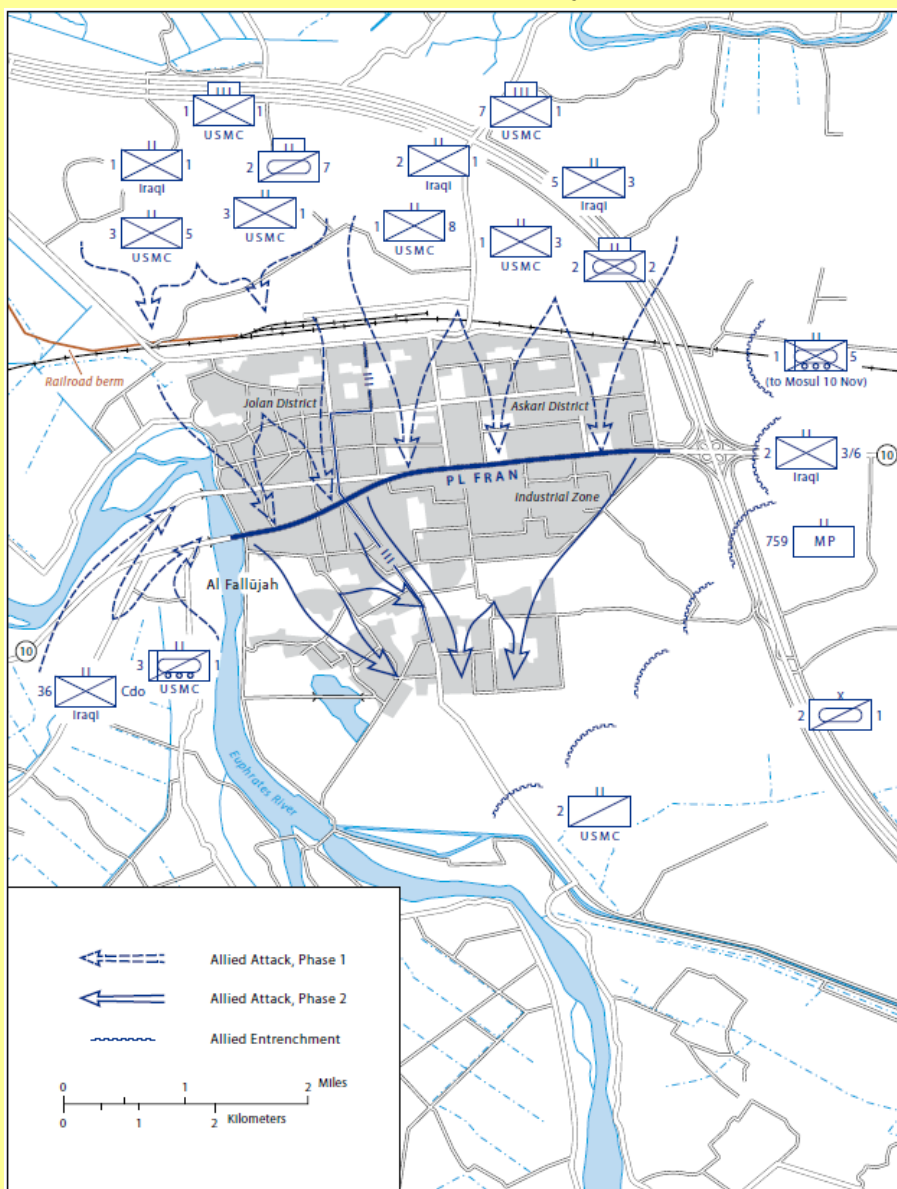 III
1 1
USMC
III
7 1
USMC
II
1 1
Iraqi
II
2 7
II
2 1
Iraqi
II
5 3
Iraqi
II
3 5
USMC
II
3 1
USMC
II
1 8
USMC
II
1 3
USMC
II
2 2
Railroad berm
III
II
1 5
(to Mosul 10 Nov)
Jolan District
Askari District
II
2 3/6
Iraqi
10
PL FRAN
Industrial Zone
II
759 MP
III
Al Fallūjah
10
II
36 Cdo
Iraqi
II
3 1
USMC
X
2 1
Euphrates River
II
2
USMC
Allied Attack, Phase 1
Allied Attack, Phase 2
Allied Entrenchment
0 1 2 Miles
0 1 2 Kilometers